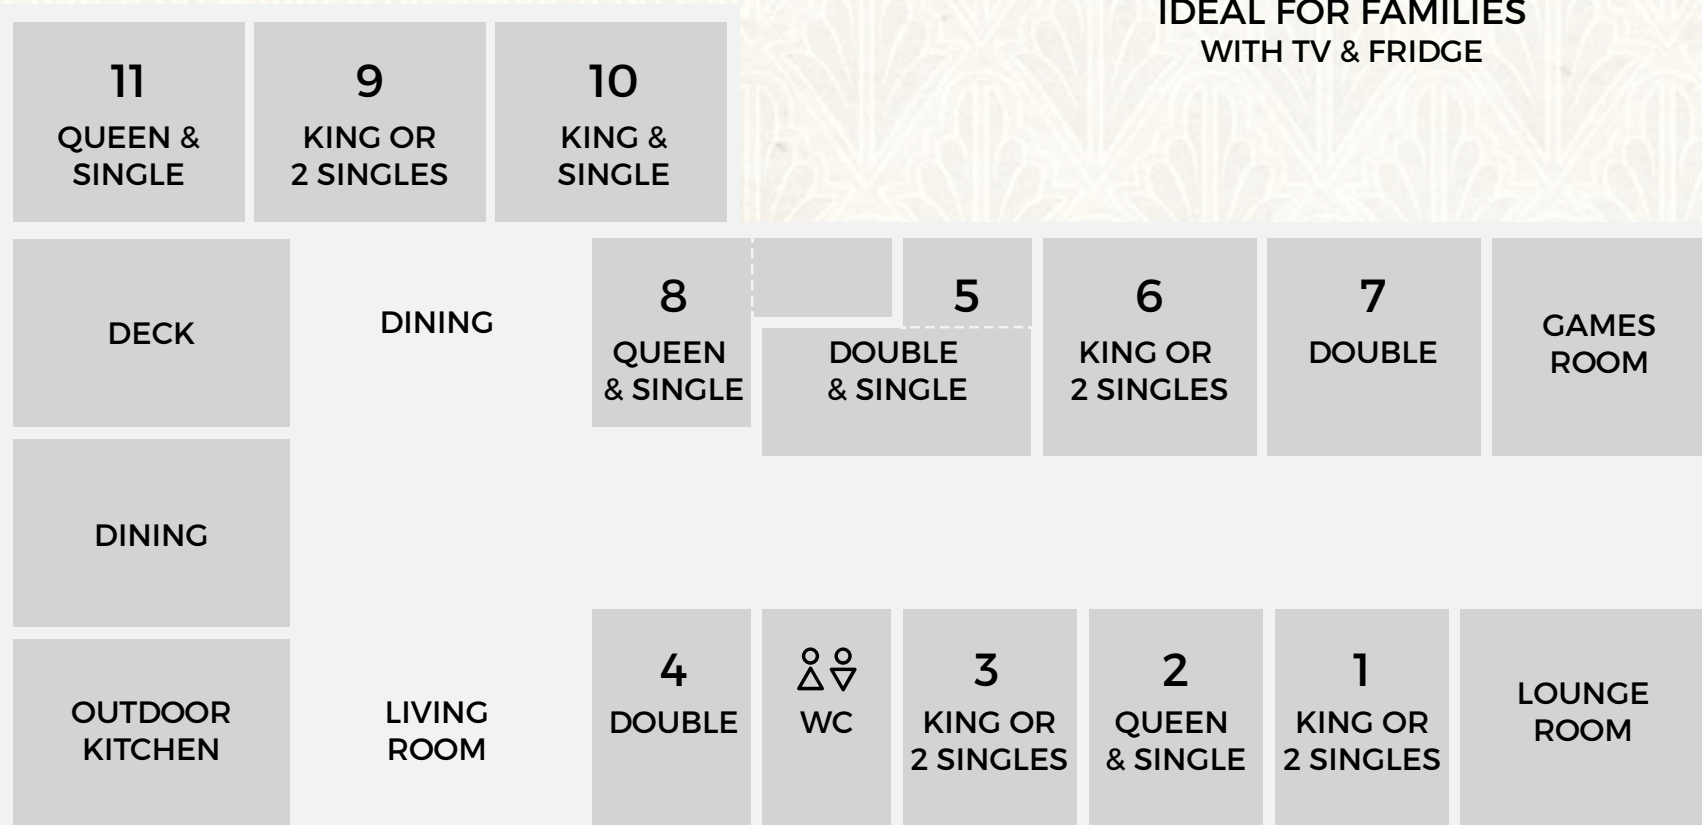 IDEAL FOR FAMILIES
WITH TV & FRIDGE
11
QUEEN &
SINGLE
9
KING OR
2 SINGLES
10
KING &
SINGLE
DECK
DINING
8
QUEEN
& SINGLE
5
DOUBLE
& SINGLE
6
KING OR
2 SINGLES
7
DOUBLE
GAMES
ROOM
DINING
OUTDOOR
KITCHEN
LIVING
ROOM
4
DOUBLE
WC
3
KING OR
2 SINGLES
2
QUEEN
& SINGLE
1
KING OR
2 SINGLES
LOUNGE
ROOM